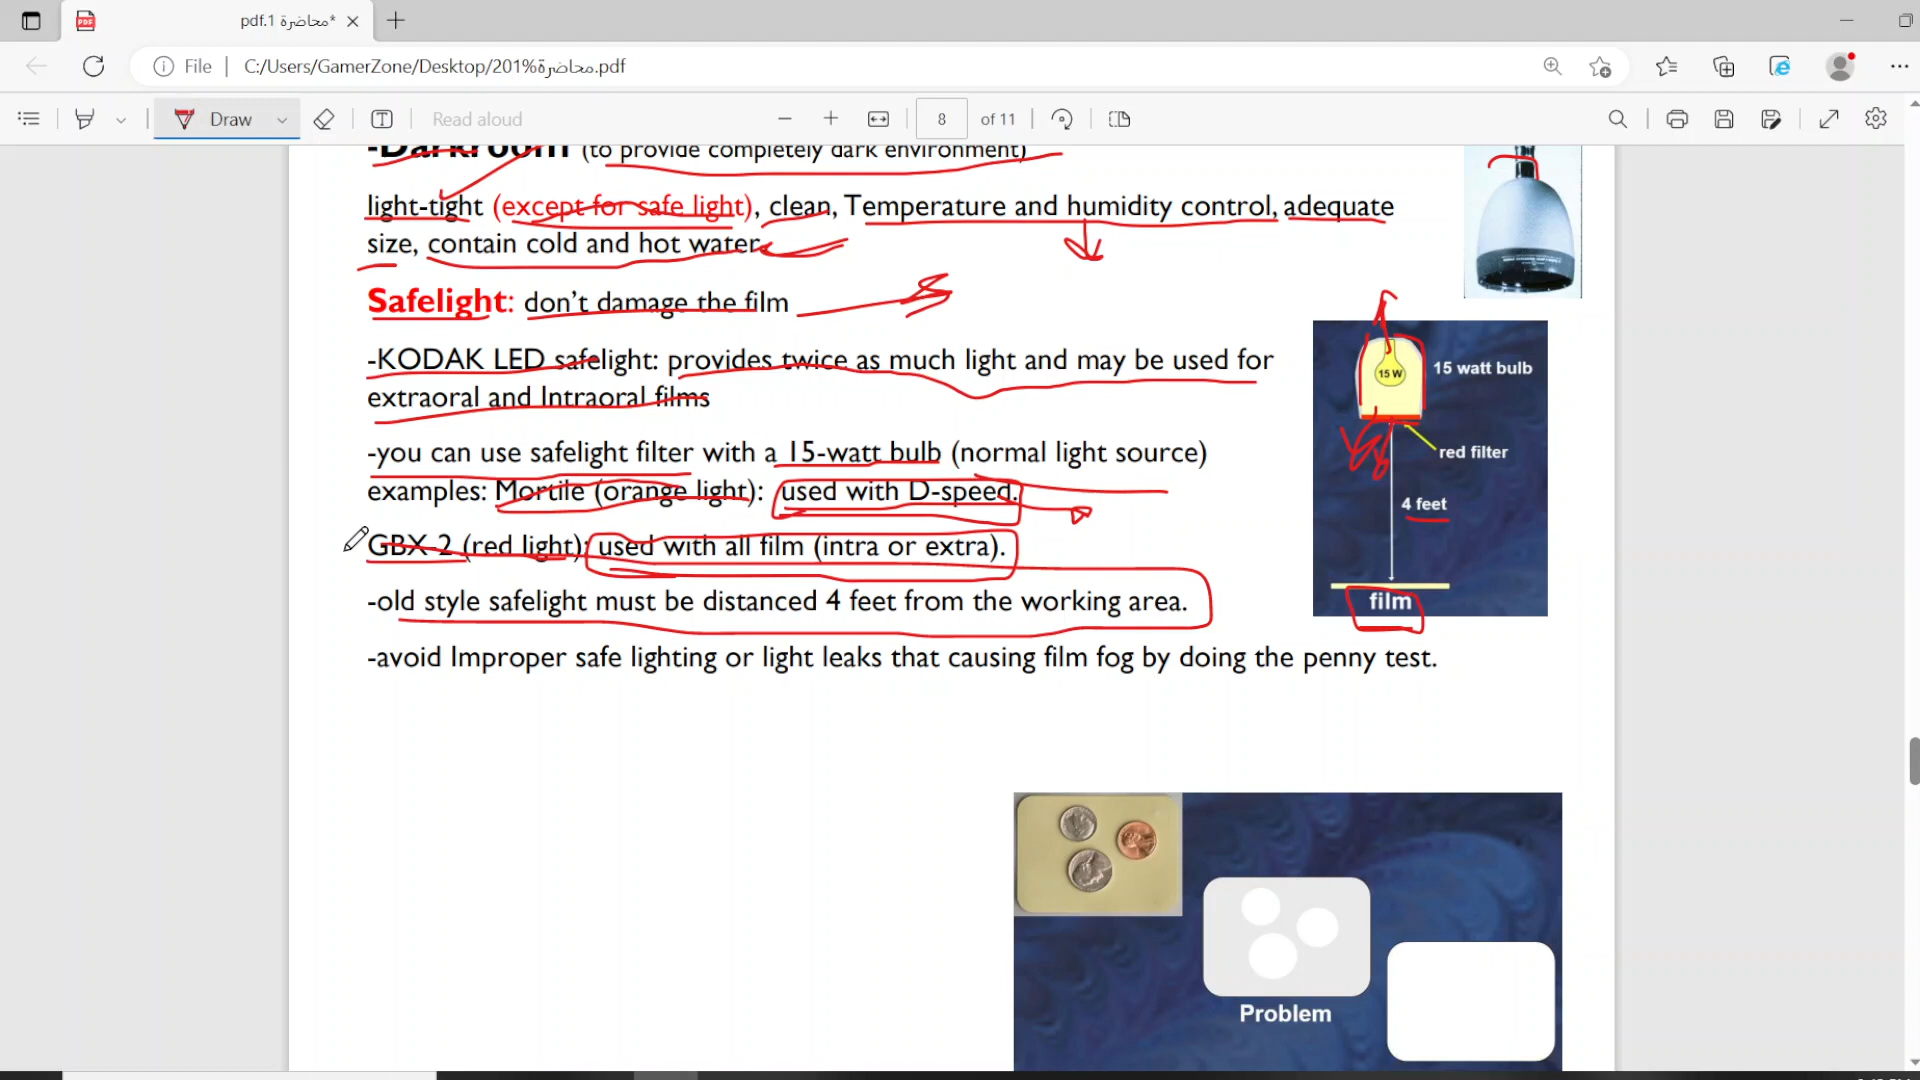 محاضرة 1.pdf*
File
C:/Users/GamerZone/Desktop/201%محاضرة.pdf
Draw
Read aloud
8
of 11
-Darkroom (to provide completely dark environment)
light-tight (except for safe light), clean, Temperature and humidity control, adequate
size, contain cold and hot water.
Safelight: don't damage the film
-KODAK LED safelight: provides twice as much light and may be used for
extraoral and Intraoral films
-you can use safelight filter with a 15-watt bulb (normal light source)
examples: Mortile (orange light): used with D-speed.
GBX-2 (red light): used with all film (intra or extra).
-old style safelight must be distanced 4 feet from the working area.
-avoid Improper safe lighting or light leaks that causing film fog by doing the penny test.
15 W
15 watt bulb
red filter
4 feet
film
Problem